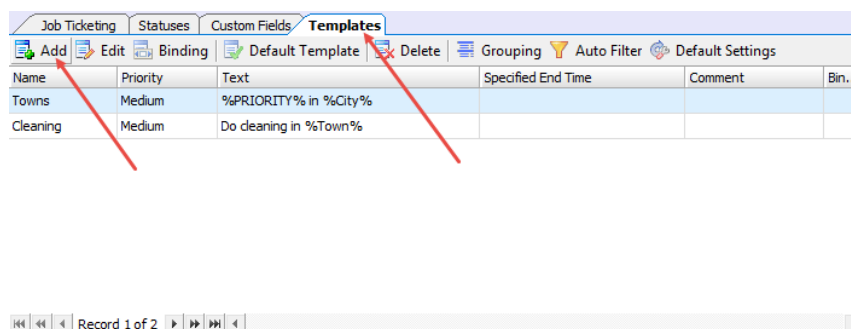 Job Ticketing Statuses Custom Fields Templates
Add Edit Binding Default Template Delete Grouping Auto Filter Default Settings
Name Priority Text Specified End Time Comment Bin...
Towns Medium %PRIORITY% in %City%
Cleaning Medium Do cleaning in %Town%
Record 1 of 2